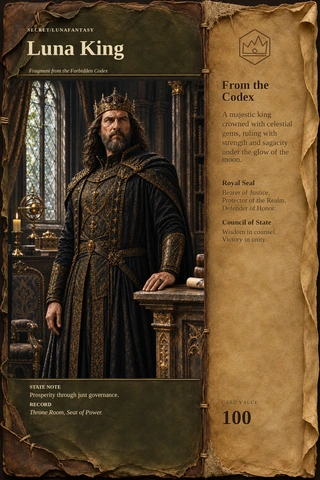 SECRET/LUNAFANTASY
Luna King
Fragment from the Forbidden Codex
From the
Codex
A majestic king
crowned with celestial
gems, ruling with
strength and sagacity
under the glow of the
moon.
Royal Seal
Bearer of Justice,
Protector of the Realm,
Defender of Honor.
Council of State
Wisdom in counsel,
Victory in unity.
STATE NOTE
Prosperity through just governance.
RECORD
Throne Room, Seat of Power.
CARD VALUE
100